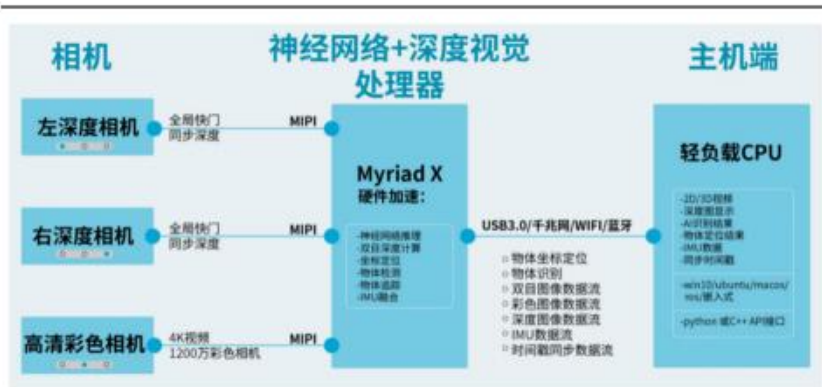 相机
神经网络+深度视觉
处理器
主机端
左深度相机
全局快门
同步深度
MIPI
右深度相机
全局快门
同步深度
MIPI
高清彩色相机
4K视频
1200万彩色相机
MIPI
Myriad X
硬件加速：
-神经网络推理
-双目深度计算
-坐标定位
-物体检测
-物体追踪
-IMU融合
USB3.0/千兆网/WIFI/蓝牙
物体坐标定位
物体识别
双目图像数据流
彩色图像数据流
深度图像数据流
IMU数据流
时间戳同步数据流
轻负载CPU
-2D/3D视频
-深度图显示
-AI识别结果
-物体定位结果
-IMU数据
-同步时间戳
-win10/ubuntu/macos/
ros/嵌入式
-python 或C++ API接口